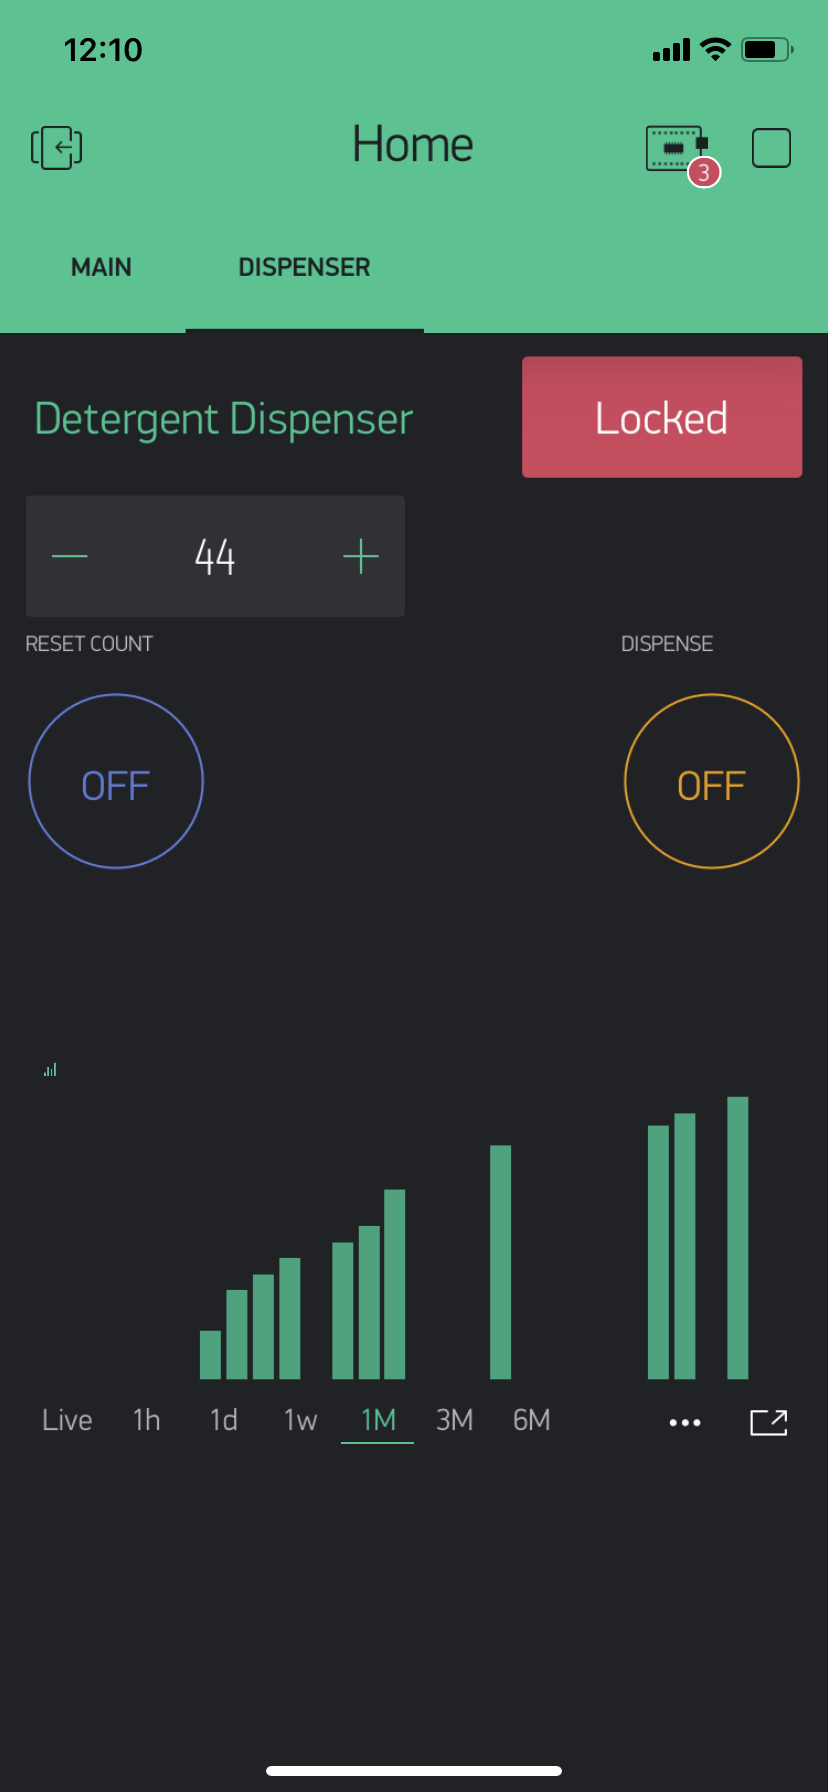 12:10
Home
3
MAIN DISPENSER
Detergent Dispenser
Locked
44
RESET COUNT
DISPENSE
OFF
OFF
Live 1h 1d 1w 1M 3M 6M